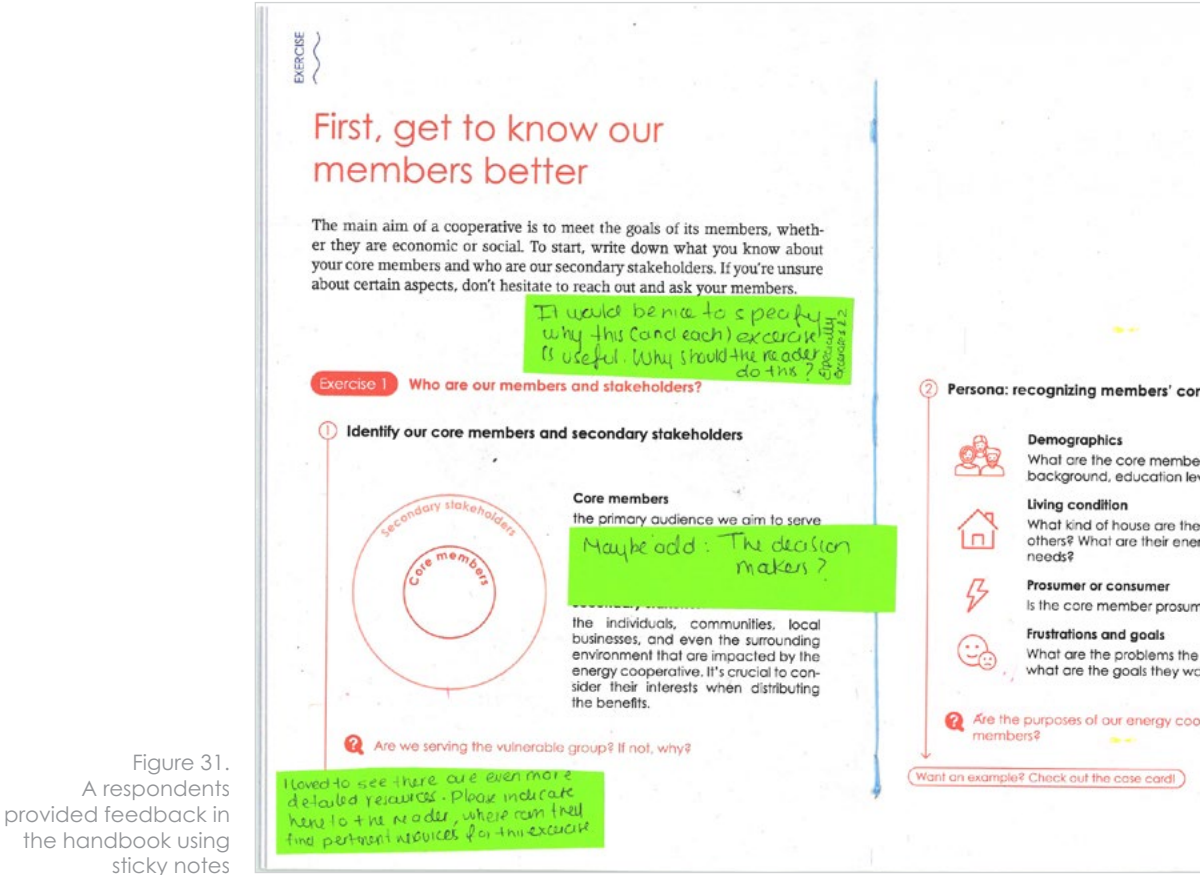 EXERCISE
First, get to know our
members better
The main aim of a cooperative is to meet the goals of its members, wheth-
er they are economic or social. To start, write down what you know about
your core members and who are our secondary stakeholders. If you're unsure
about certain aspects, don't hesitate to reach out and ask your members.
It would be nice to specify
why this (and each) excercise
is useful. Why should the reader
do this?
Especially
Exercises 1.2
Exercise 1 Who are our members and stakeholders?
1 Identify our core members and secondary stakeholders
Secondary stakeholders
Core members
Core members
the primary audience we aim to serve
Maybe add: The decision
makers?
the individuals, communities, local
businesses, and even the surrounding
environment that are impacted by the
energy cooperative. It's crucial to con-
sider their interests when distributing
the benefits.
? Are we serving the vulnerable group? If not, why?
I loved to see there are even more
detailed resources. Please indicate
here to the reader, where can they
find pertinent resources for this excercise
2 Persona: recognizing members' con
Demographics
What are the core membe
background, education lev
Living condition
What kind of house are the
others? What are their ener
needs?
Prosumer or consumer
Is the core member prosum
Frustrations and goals
What are the problems the
what are the goals they wa
? Are the purposes of our energy coo
members?
Want an example? Check out the case card!
Figure 31.
A respondents
provided feedback in
the handbook using
sticky notes